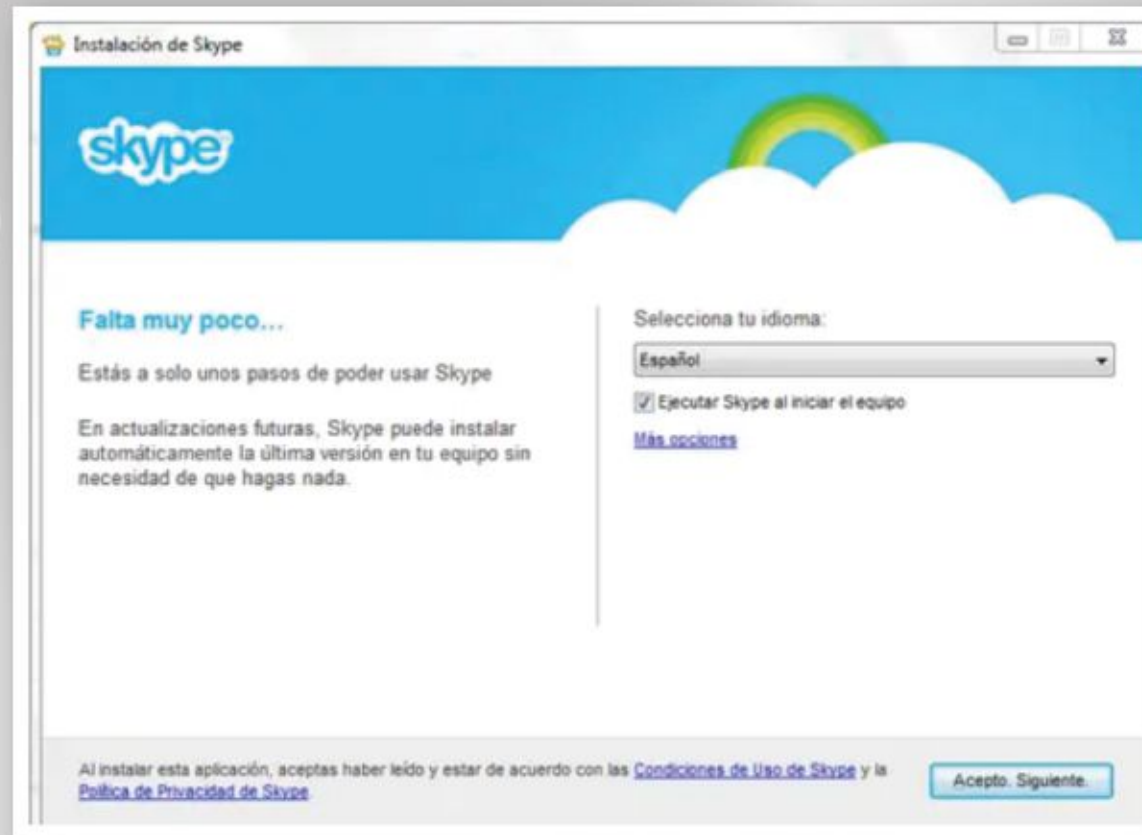 Instalación de Skype
skype
Falta muy poco...
Estás a solo unos pasos de poder usar Skype
En actualizaciones futuras, Skype puede instalar
automáticamente la última versión en tu equipo sin
necesidad de que hagas nada.
Selecciona tu idioma:
Español
Ejecutar Skype al iniciar el equipo
Más opciones
Al instalar esta aplicación, aceptas haber leído y estar de acuerdo con las Condiciones de Uso de Skype y la
Política de Privacidad de Skype.
Acepto. Siguiente.